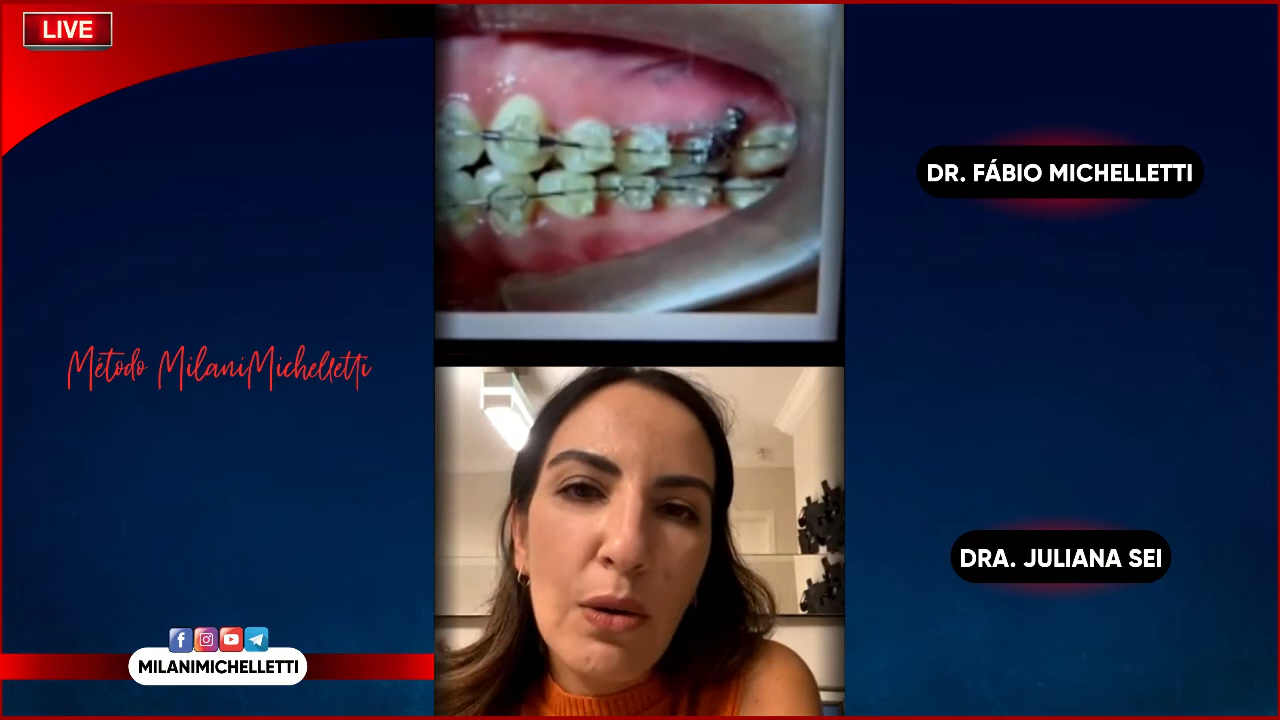 LIVE
DR. FÁBIO MICHELLETTI
Método MilaniMichelletti
DRA. JULIANA SEI
MILANIMICHELLETTI